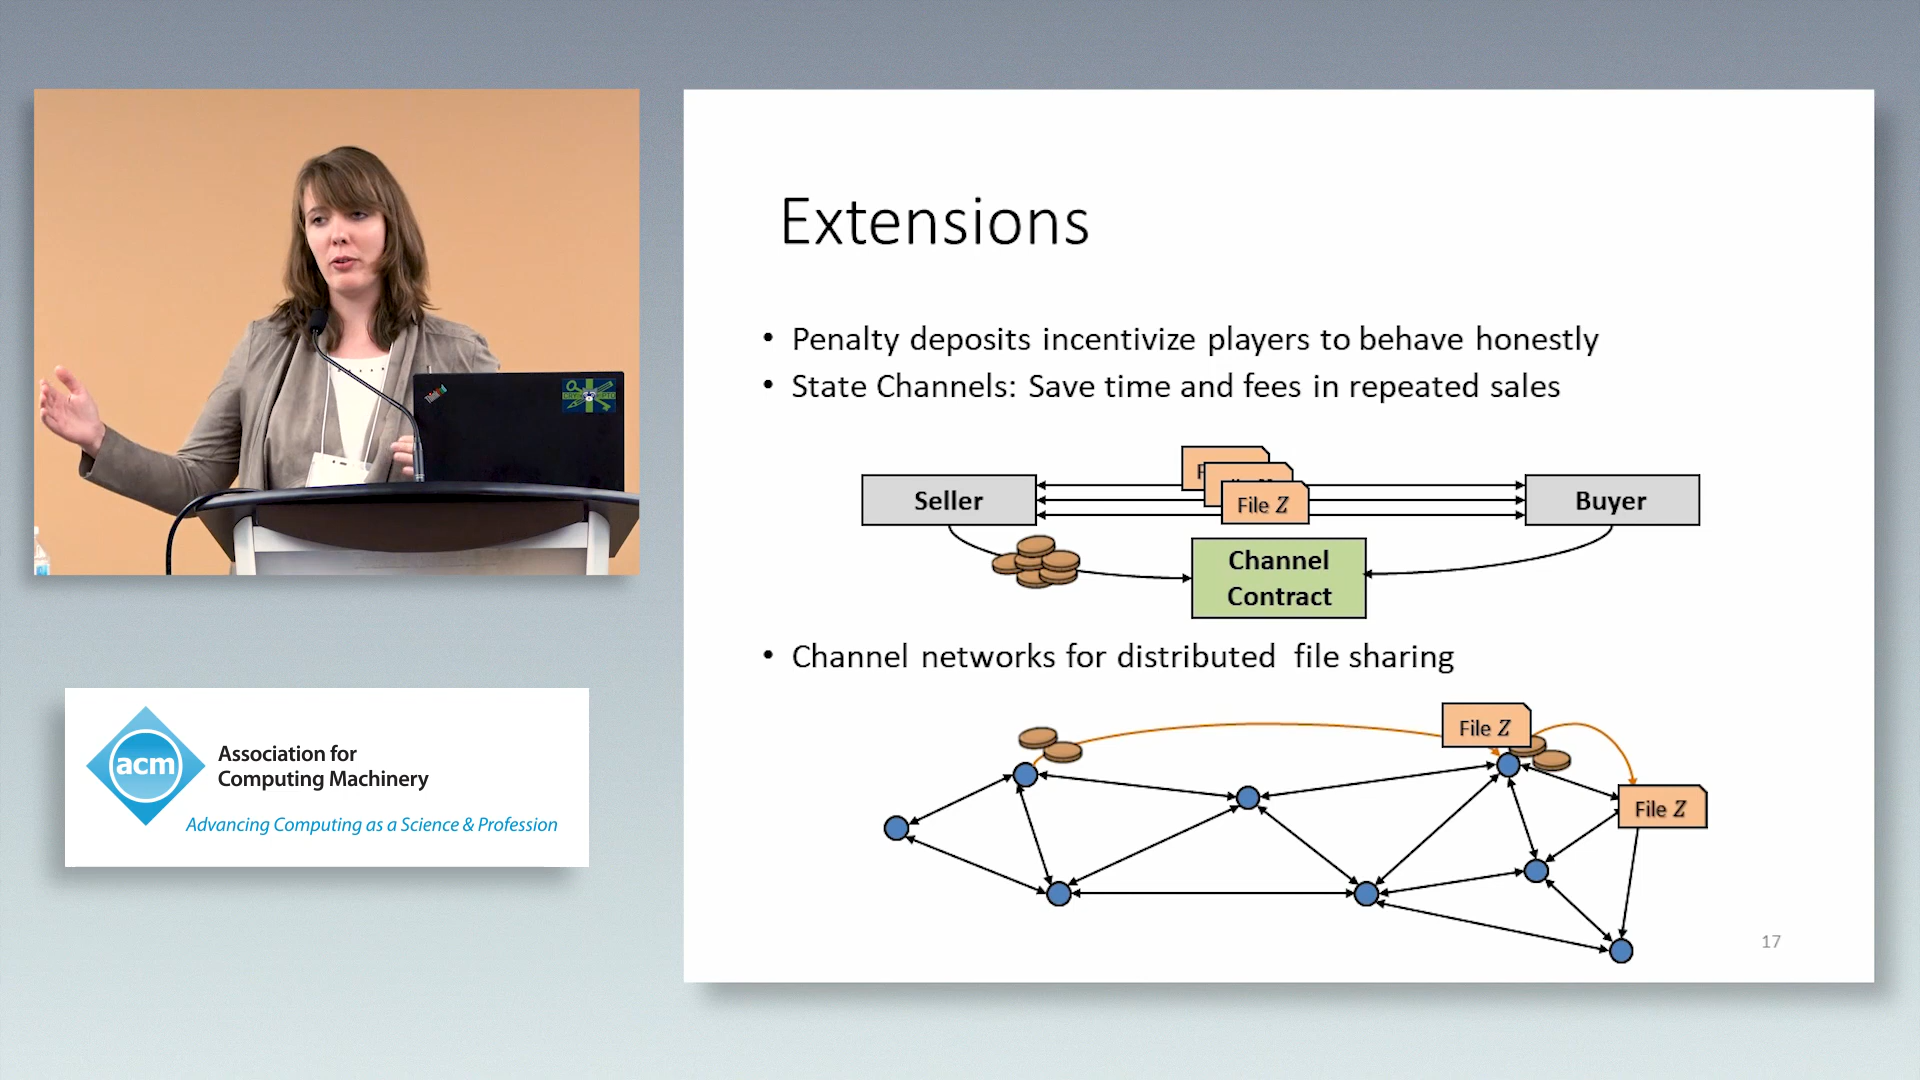 Extensions
• Penalty deposits incentivize players to behave honestly
• State Channels: Save time and fees in repeated sales
File Z
Seller
Buyer
Channel
Contract
• Channel networks for distributed file sharing
File Z
File Z
17
acm
Association for
Computing Machinery
Advancing Computing as a Science & Profession